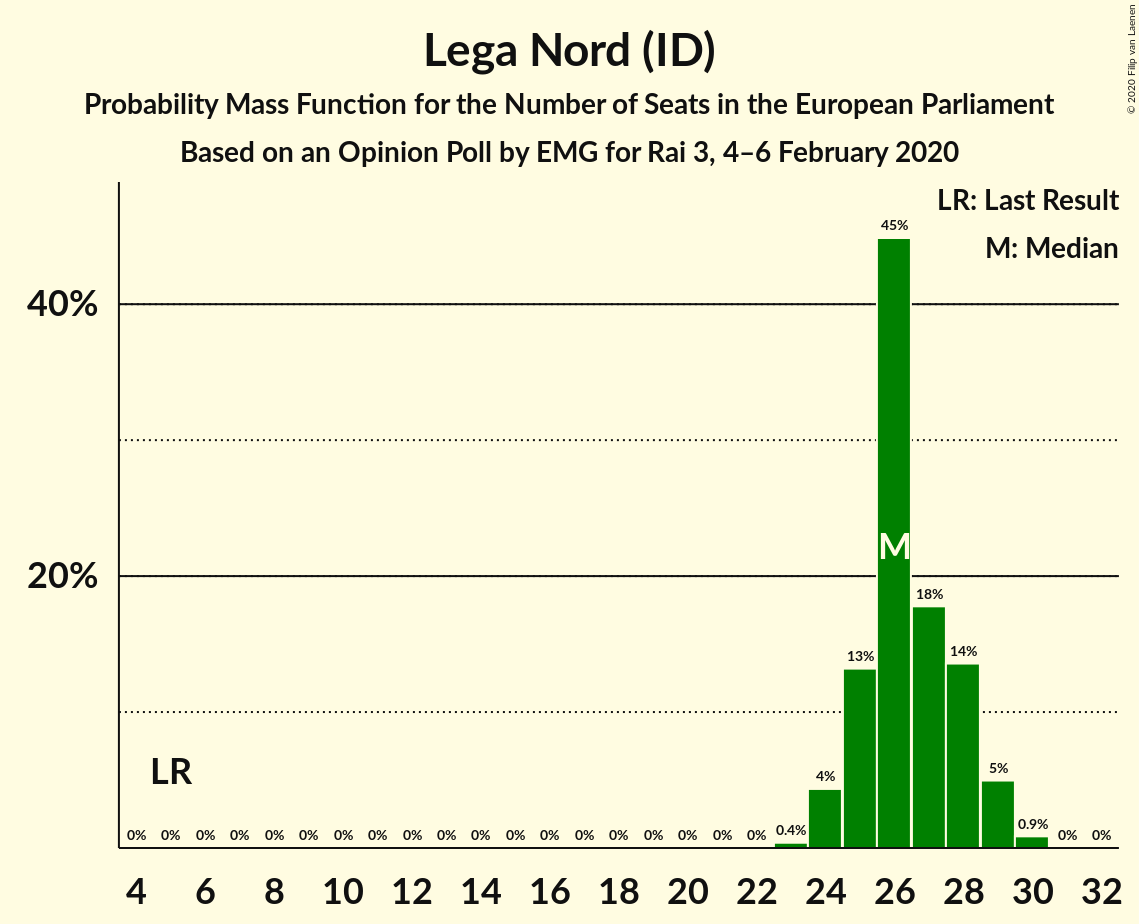 Lega Nord (ID)
Probability Mass Function for the Number of Seats in the European Parliament
Based on an Opinion Poll by EMG for Rai 3, 4–6 February 2020
© 2020 Filip van Laenen
LR: Last Result
M: Median
40%
20%
LR
M
0% 0% 0% 0% 0% 0% 0% 0% 0% 0% 0% 0% 0% 0% 0% 0% 0% 0% 0% 0.4% 4% 13% 45% 18% 14% 5% 0.9% 0% 0%
4 6 8 10 12 14 16 18 20 22 24 26 28 30 32